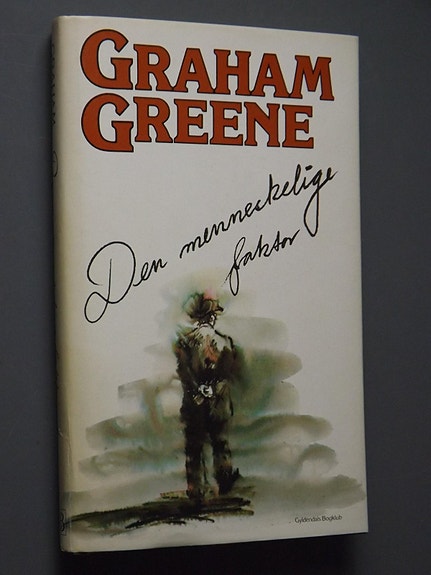 GRAHAM
GREENE
Den menneskelige
faktor
Gyldendals Bogklub